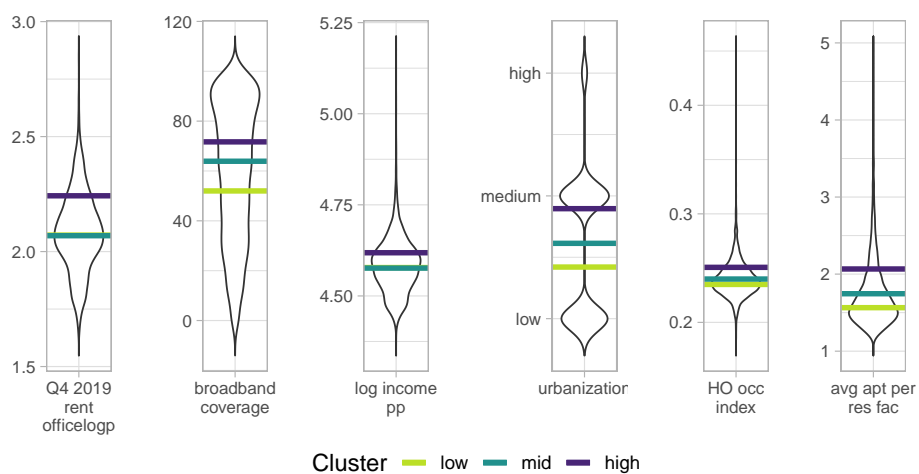 3.0
2.5
2.0
1.5
Q4 2019
rent
officelogp
120
80
40
0
broadband
coverage
5.25
5.00
4.75
4.50
log income
pp
high
medium
low
urbanization
0.4
0.3
0.2
HO occ
index
5
4
3
2
1
avg apt per
res fac
Cluster low mid high